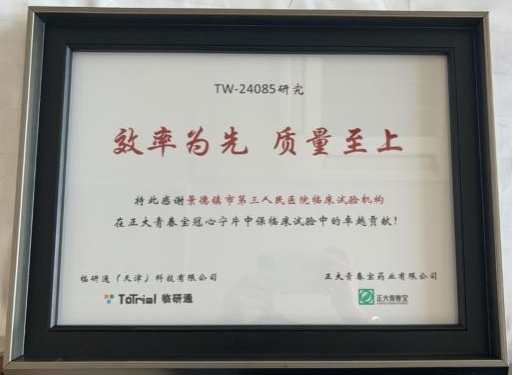 TW-24085研究
效率为先 质量至上
特此感谢景德镇市第三人民医院临床试验机构
在正大青春宝冠心宁片中保临床试验中的卓越贡献!
临研通(天津)科技有限公司
正大青春宝药业有限公司
ToTrial 临研通
正大青春宝